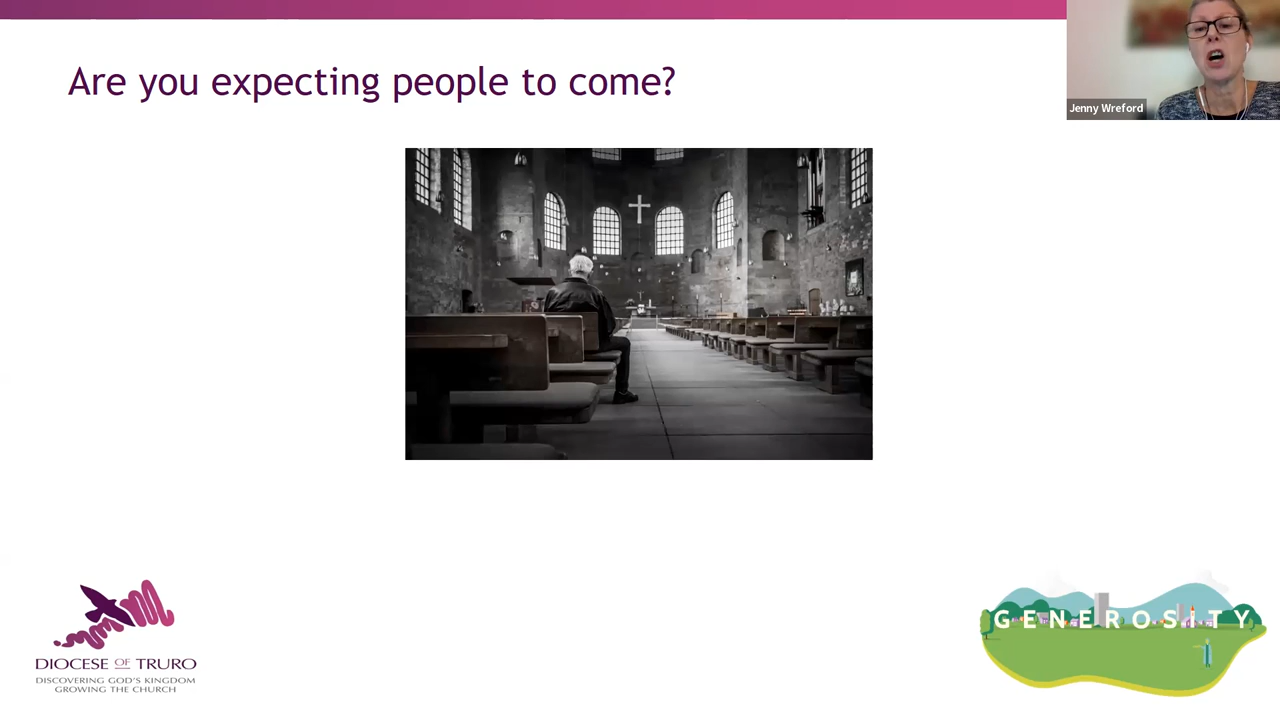 Are you expecting people to come?
Jenny Wreford
GENEROSITY
DIOCESE OF TRURO
DISCOVERING GOD'S KINGDOM
GROWING THE CHURCH